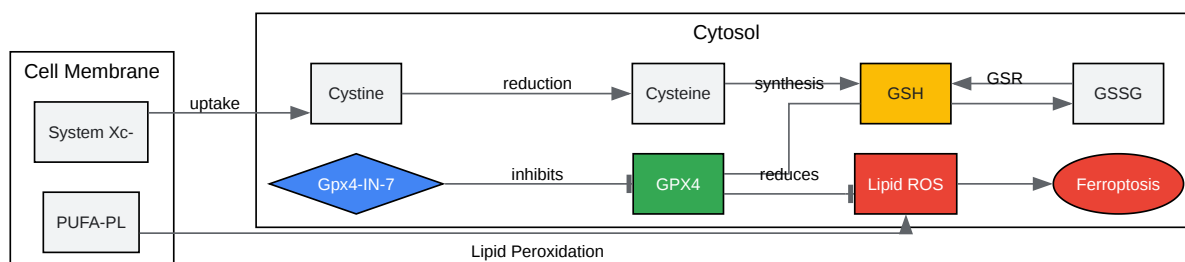 Cytosol
Cell Membrane
System Xc-
uptake
Cystine
reduction
Cysteine
synthesis
GSH
GSR
GSSG
Gpx4-IN-7
inhibits
GPX4
reduces
Lipid ROS
Ferroptosis
PUFA-PL
Lipid Peroxidation